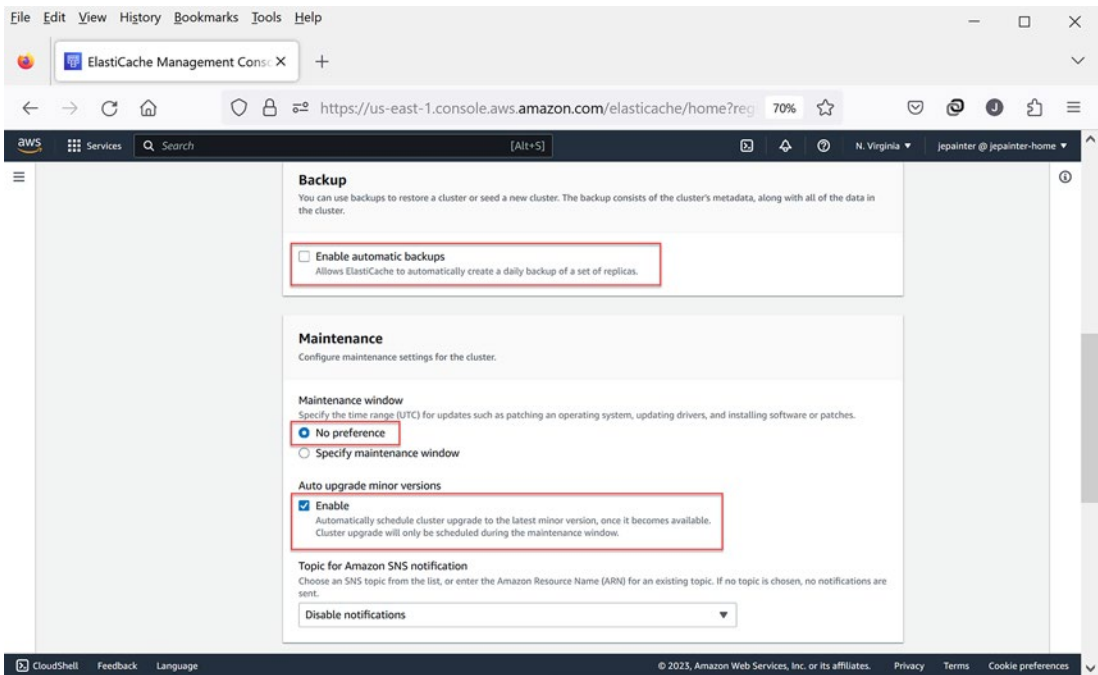 File Edit View History Bookmarks Tools Help
ElastiCache Management Consc
https://us-east-1.console.aws.amazon.com/elasticache/home?reg 70%
aws Services Search [Alt+S] N. Virginia jepainter @ jepainter-home
Backup
You can use backups to restore a cluster or seed a new cluster. The backup consists of the cluster's metadata, along with all of the data in
the cluster.
Enable automatic backups
Allows ElastiCache to automatically create a daily backup of a set of replicas.
Maintenance
Configure maintenance settings for the cluster.
Maintenance window
Specify the time range (UTC) for updates such as patching an operating system, updating drivers, and installing software or patches.
No preference
Specify maintenance window
Auto upgrade minor versions
Enable
Automatically schedule cluster upgrade to the latest minor version, once it becomes available.
Cluster upgrade will only be scheduled during the maintenance window.
Topic for Amazon SNS notification
Choose an SNS topic from the list, or enter the Amazon Resource Name (ARN) for an existing topic. If no topic is chosen, no notifications are
sent.
Disable notifications
CloudShell Feedback Language © 2023, Amazon Web Services, Inc. or its affiliates. Privacy Terms Cookie preferences